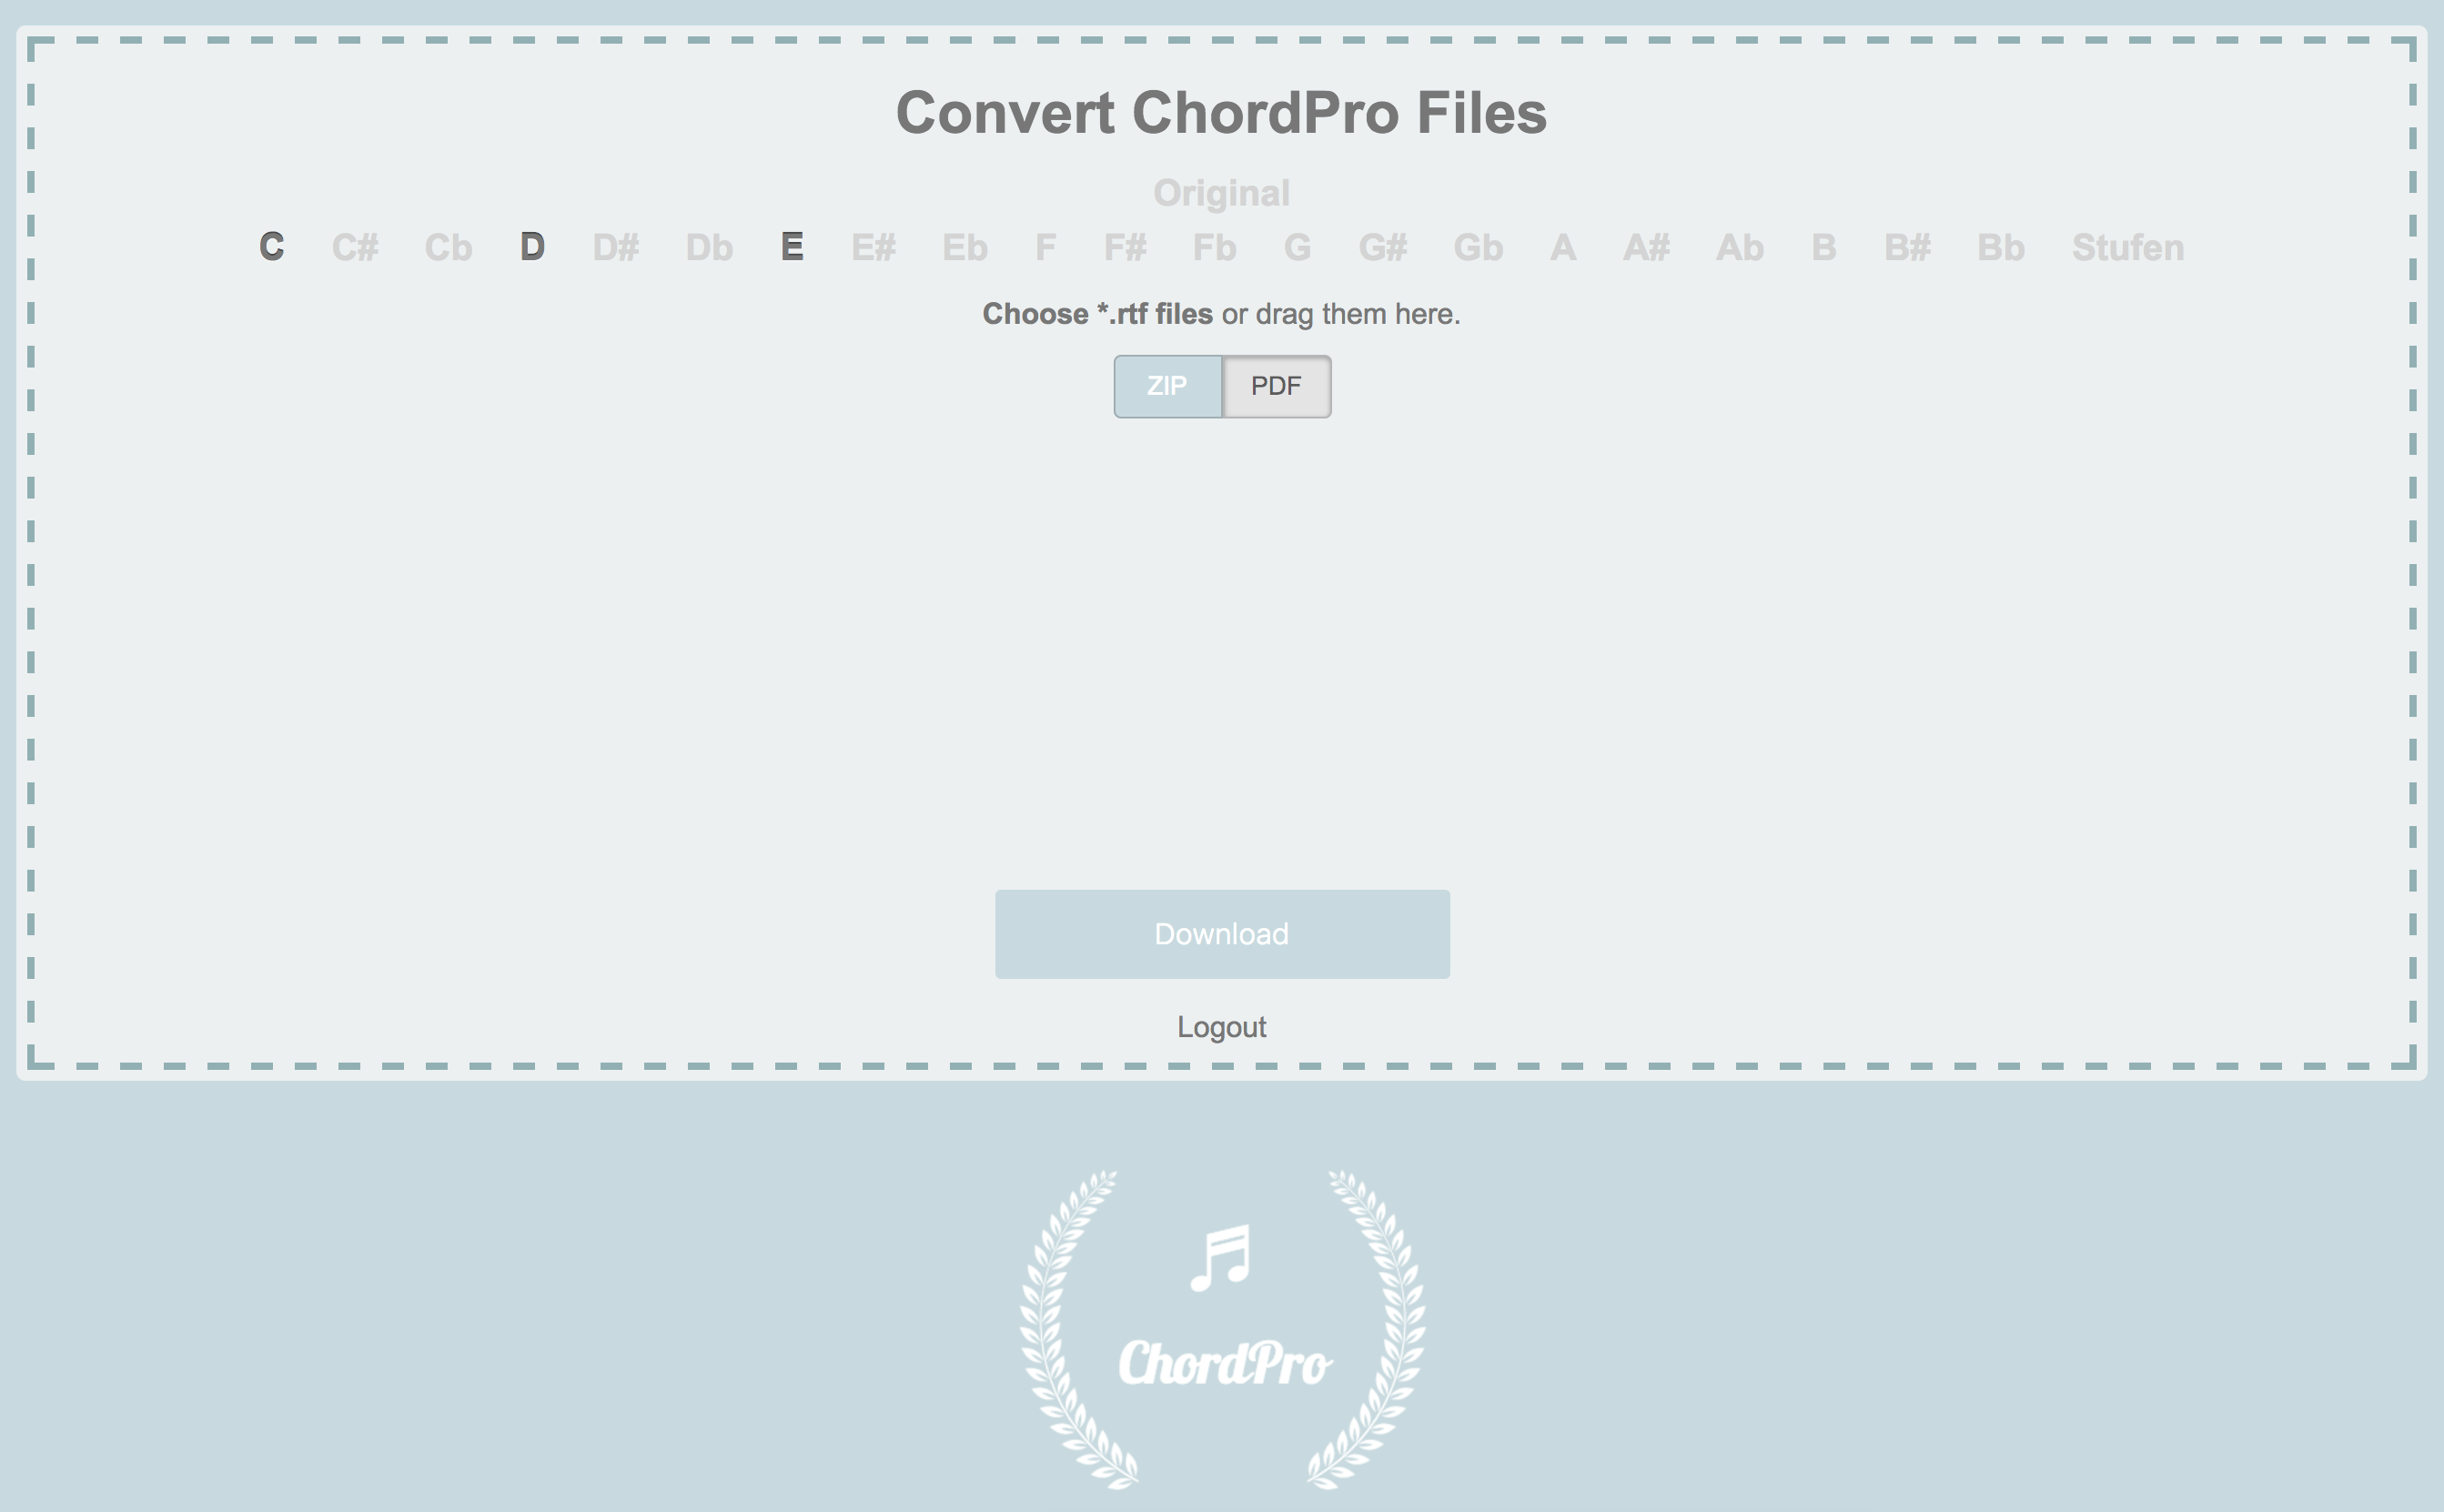 Convert ChordPro Files
Original
C C# Cb D D# Db E E# Eb F F# Fb G G# Gb A A# Ab B B# Bb Stufen
Choose *.rtf files or drag them here.
ZIP PDF
Download
Logout
ChordPro